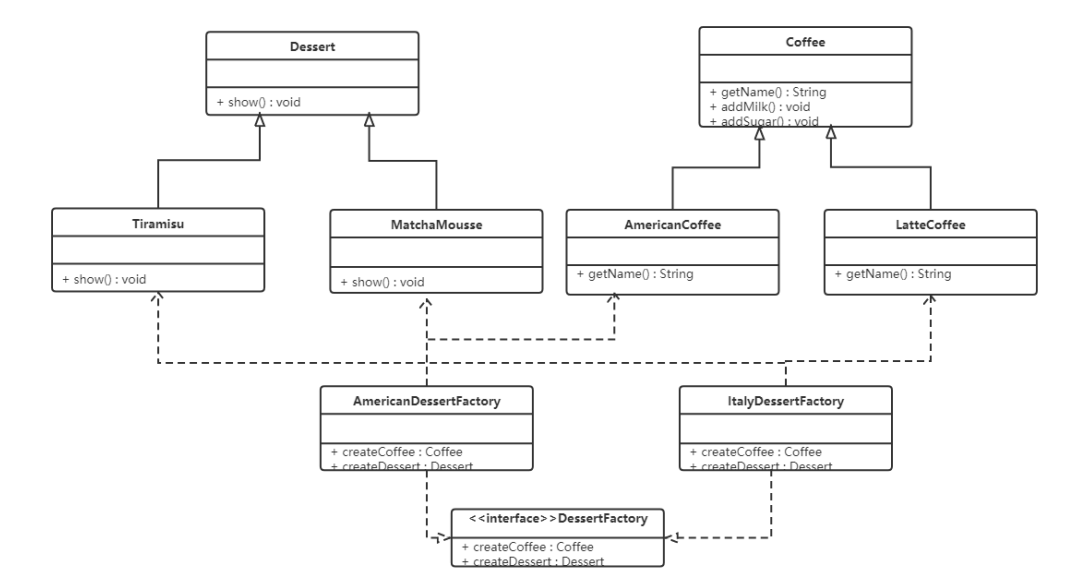 Dessert
+ show() : void
Coffee
+ getName() : String
+ addMilk() : void
+ addSugar() : void
Tiramisu
+ show() : void
MatchaMousse
+ show() : void
AmericanCoffee
+ getName() : String
LatteCoffee
+ getName() : String
AmericanDessertFactory
+ createCoffee : Coffee
+ createDessert : Dessert
ItalyDessertFactory
+ createCoffee : Coffee
+ createDessert : Dessert
<<interface>>DessertFactory
+ createCoffee : Coffee
+ createDessert : Dessert